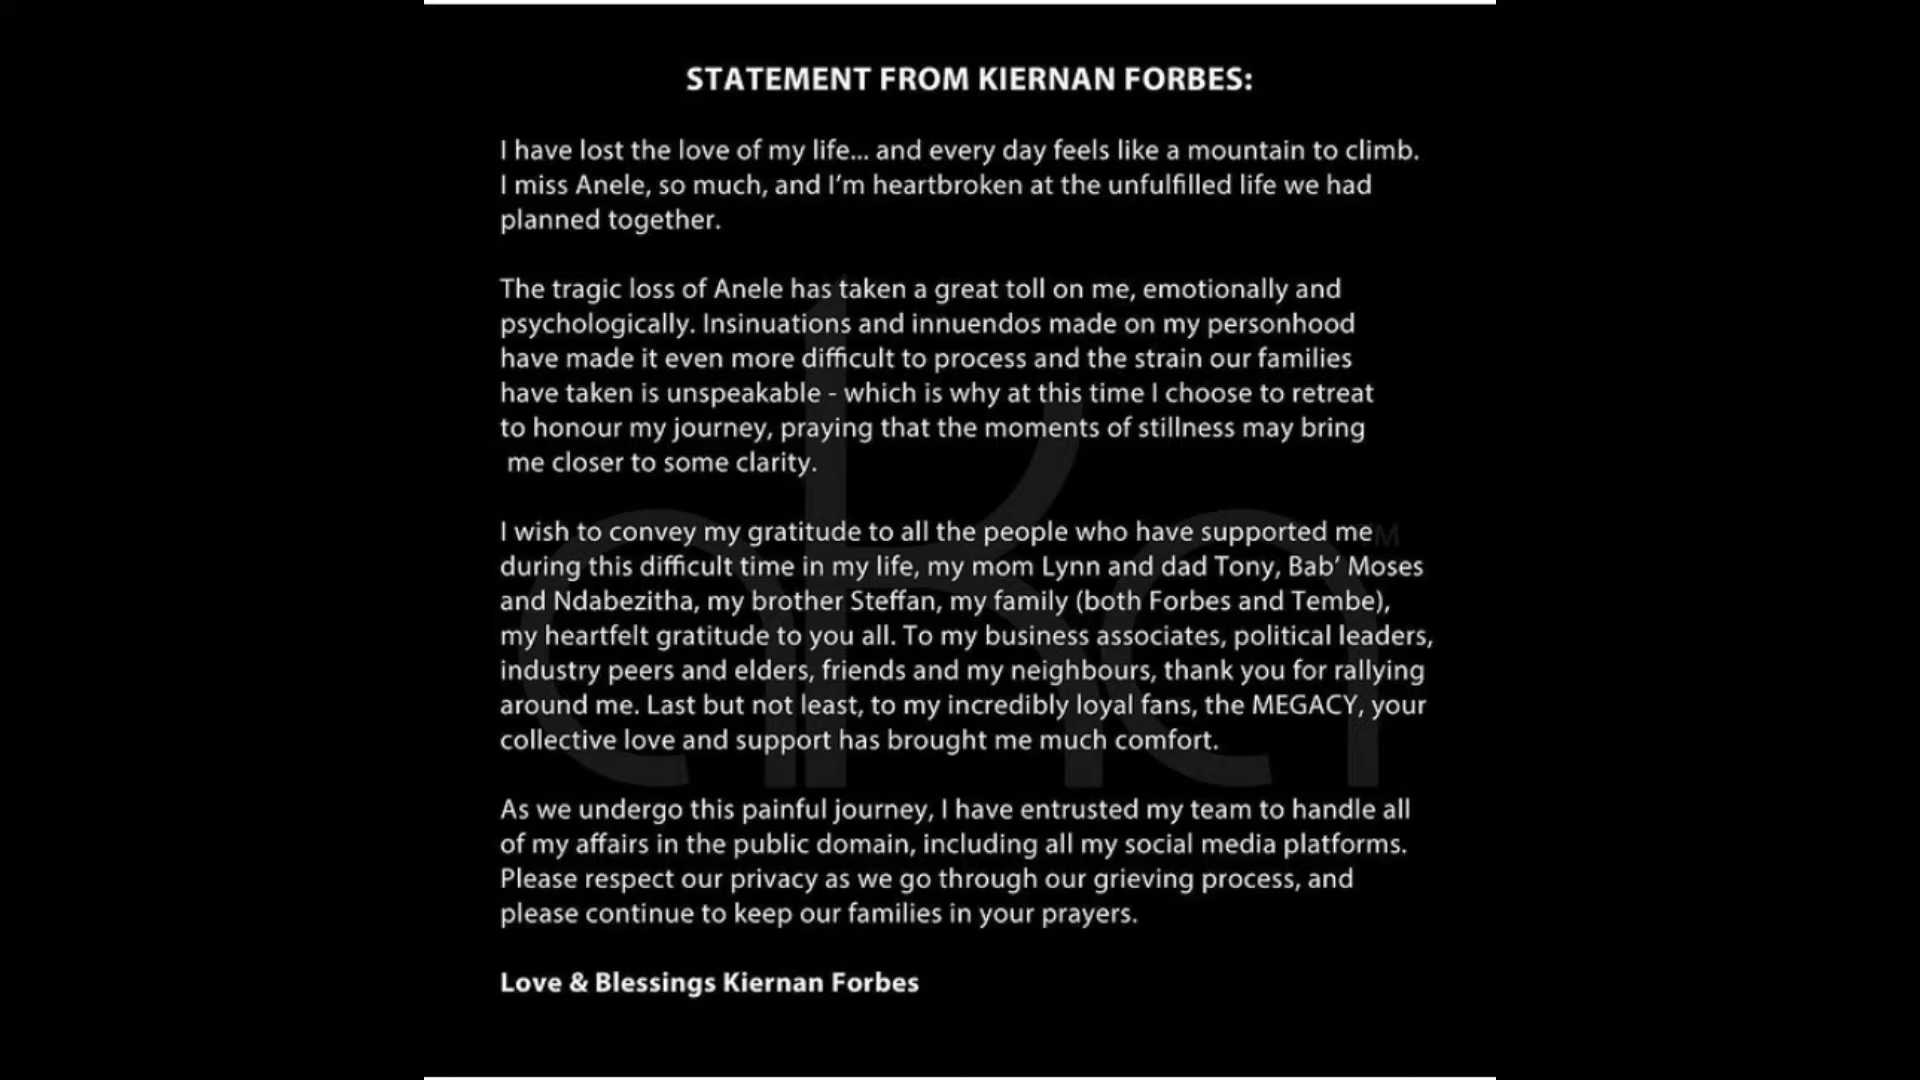 STATEMENT FROM KIERNAN FORBES:
I have lost the love of my life... and every day feels like a mountain to climb.
I miss Anele, so much, and I'm heartbroken at the unfulfilled life we had
planned together.
The tragic loss of Anele has taken a great toll on me, emotionally and
psychologically. Insinuations and innuendos made on my personhood
have made it even more difficult to process and the strain our families
have taken is unspeakable - which is why at this time I choose to retreat
to honour my journey, praying that the moments of stillness may bring
me closer to some clarity.
I wish to convey my gratitude to all the people who have supported me
during this difficult time in my life, my mom Lynn and dad Tony, Bab' Moses
and Ndabezitha, my brother Steffan, my family (both Forbes and Tembe),
my heartfelt gratitude to you all. To my business associates, political leaders,
industry peers and elders, friends and my neighbours, thank you for rallying
around me. Last but not least, to my incredibly loyal fans, the MEGACY, your
collective love and support has brought me much comfort.
As we undergo this painful journey, I have entrusted my team to handle all
of my affairs in the public domain, including all my social media platforms.
Please respect our privacy as we go through our grieving process, and
please continue to keep our families in your prayers.
Love & Blessings Kiernan Forbes
aKa
TM